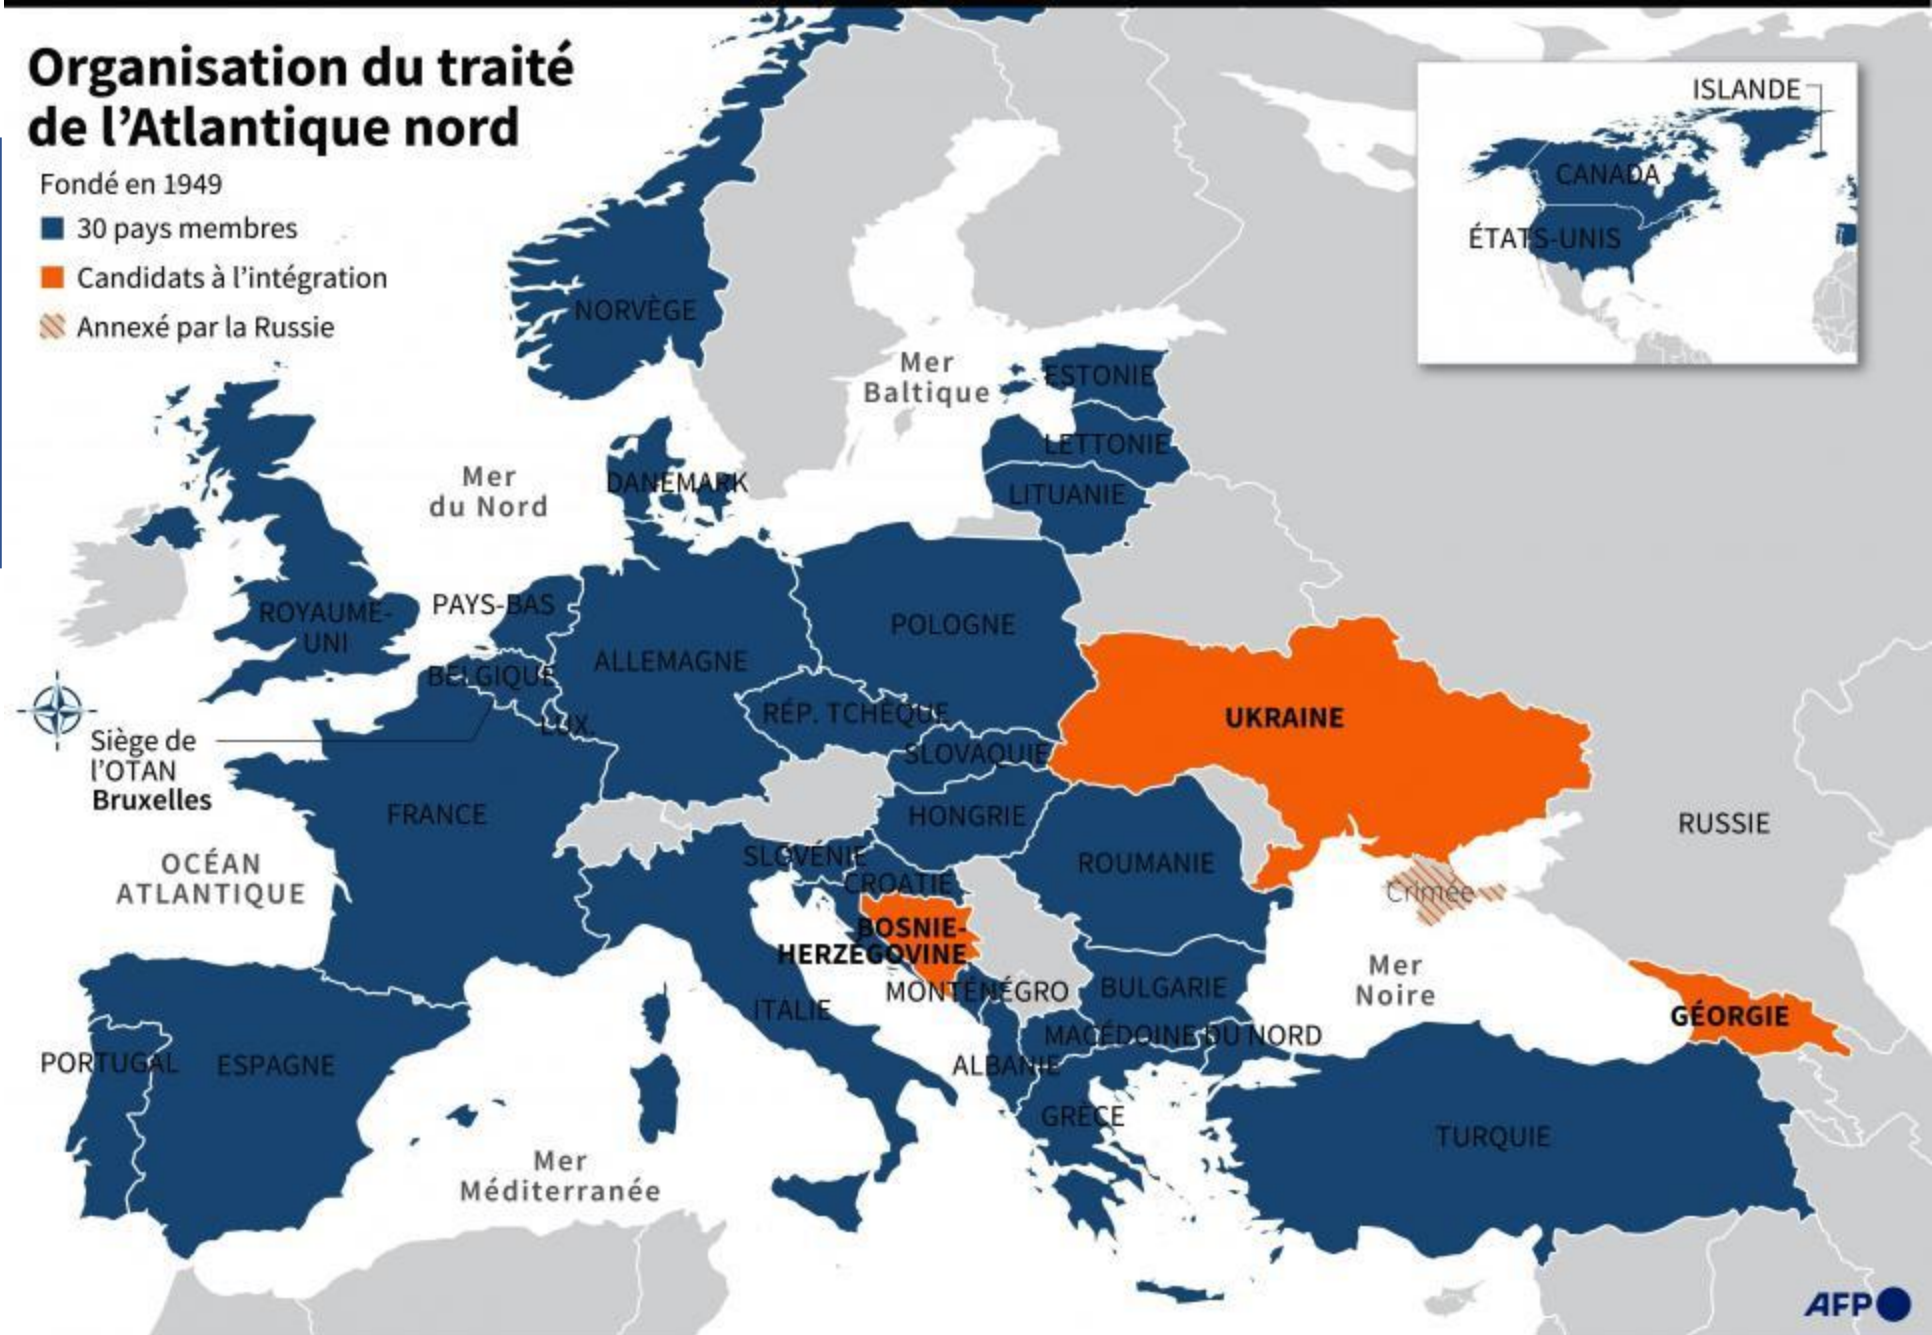 Organisation du traité
de l’Atlantique nord
Fondé en 1949
30 pays membres
Candidats à l’intégration
Annexé par la Russie
ISLANDE
CANADA
ÉTATS-UNIS
NORVÈGE
Mer
Baltique
ESTONIE
LETTONIE
LITUANIE
Mer
du Nord
DANEMARK
ROYAUME-
UNI
PAYS-BAS
BELGIQUE
LUX.
ALLEMAGNE
POLOGNE
RÉP. TCHÈQUE
SLOVAQUIE
UKRAINE
Siège de
l’OTAN
Bruxelles
FRANCE
HONGRIE
RUSSIE
OCÉAN
ATLANTIQUE
SLOVÉNIE
CROATIE
ROUMANIE
Crimée
BOSNIE-
HERZÉGOVINE
MONTÉNÉGRO
BULGARIE
Mer
Noire
ITALIE
GÉORGIE
MACÉDOINE DU NORD
PORTUGAL
ESPAGNE
ALBANIE
GRÈCE
TURQUIE
Mer
Méditerranée
AFP